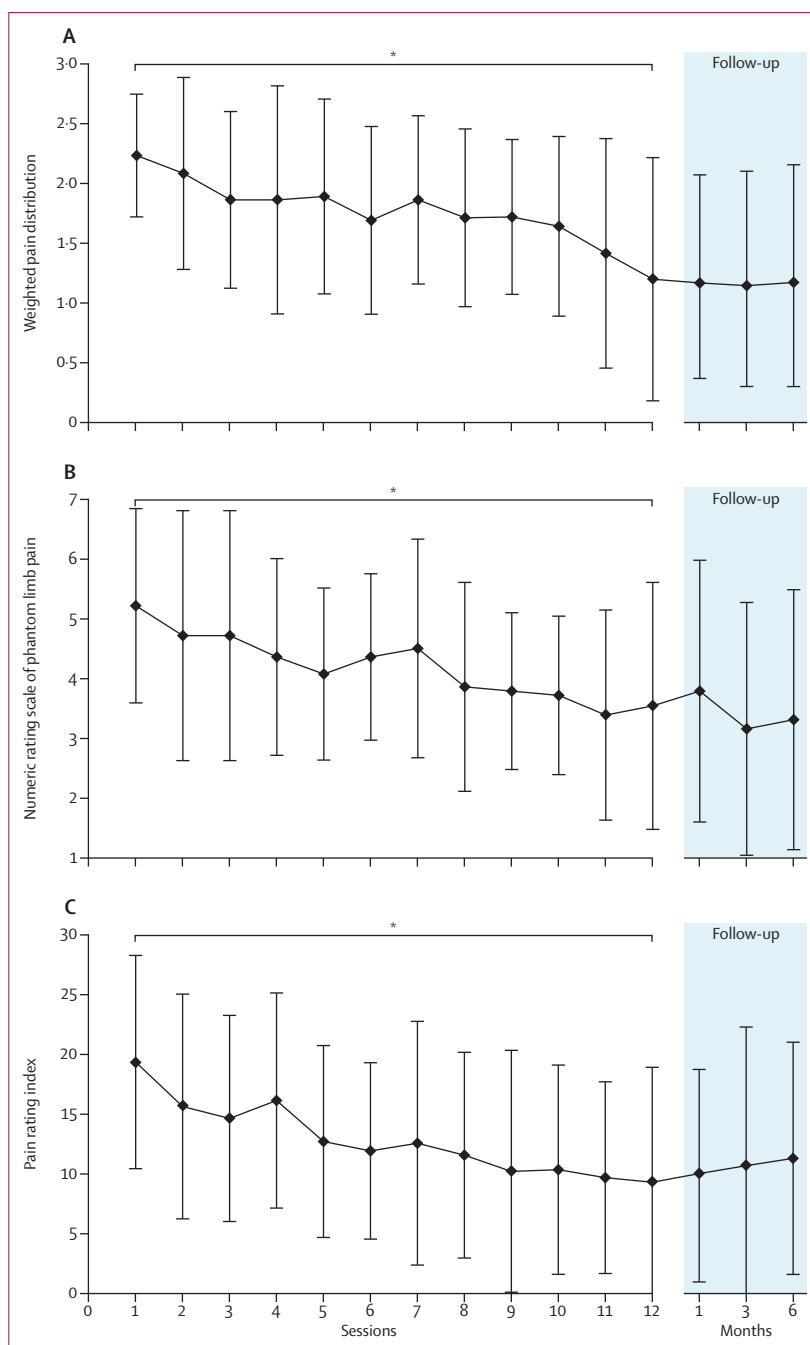 A
*
Follow-up
3·0
2·5
2·0
1·5
1·0
0·5
0
Weighted pain distribution
B
*
Follow-up
7
6
5
4
3
2
1
Numeric rating scale of phantom limb pain
C
*
Follow-up
30
25
20
15
10
5
0
Pain rating index
0 1 2 3 4 5 6 7 8 9 10 11 12 1 3 6
Sessions Months